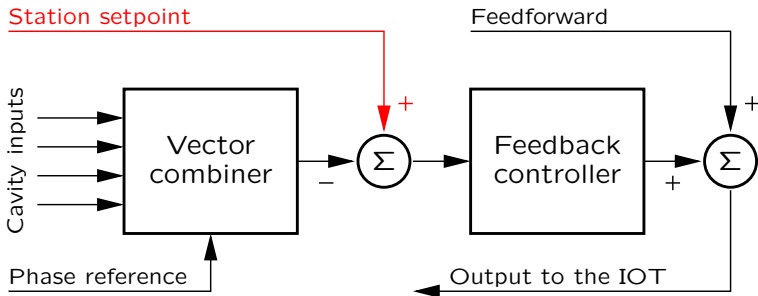 Station setpoint
Feedforward
+
+
Cavity inputs
Vector
combiner
−
Σ
Feedback
controller
+
Σ
Phase reference
Output to the IOT